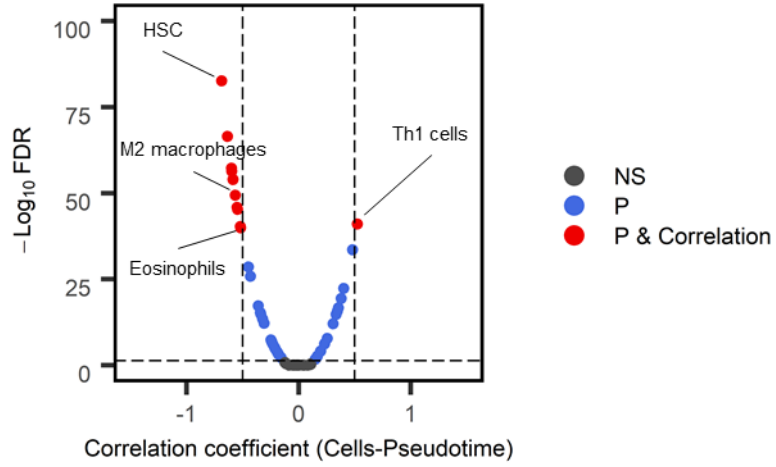 100
75
50
25
0
−Log10 FDR
HSC
M2 macrophages
Th1 cells
Eosinophils
-1
0
1
Correlation coefficient (Cells-Pseudotime)
NS
P
P & Correlation